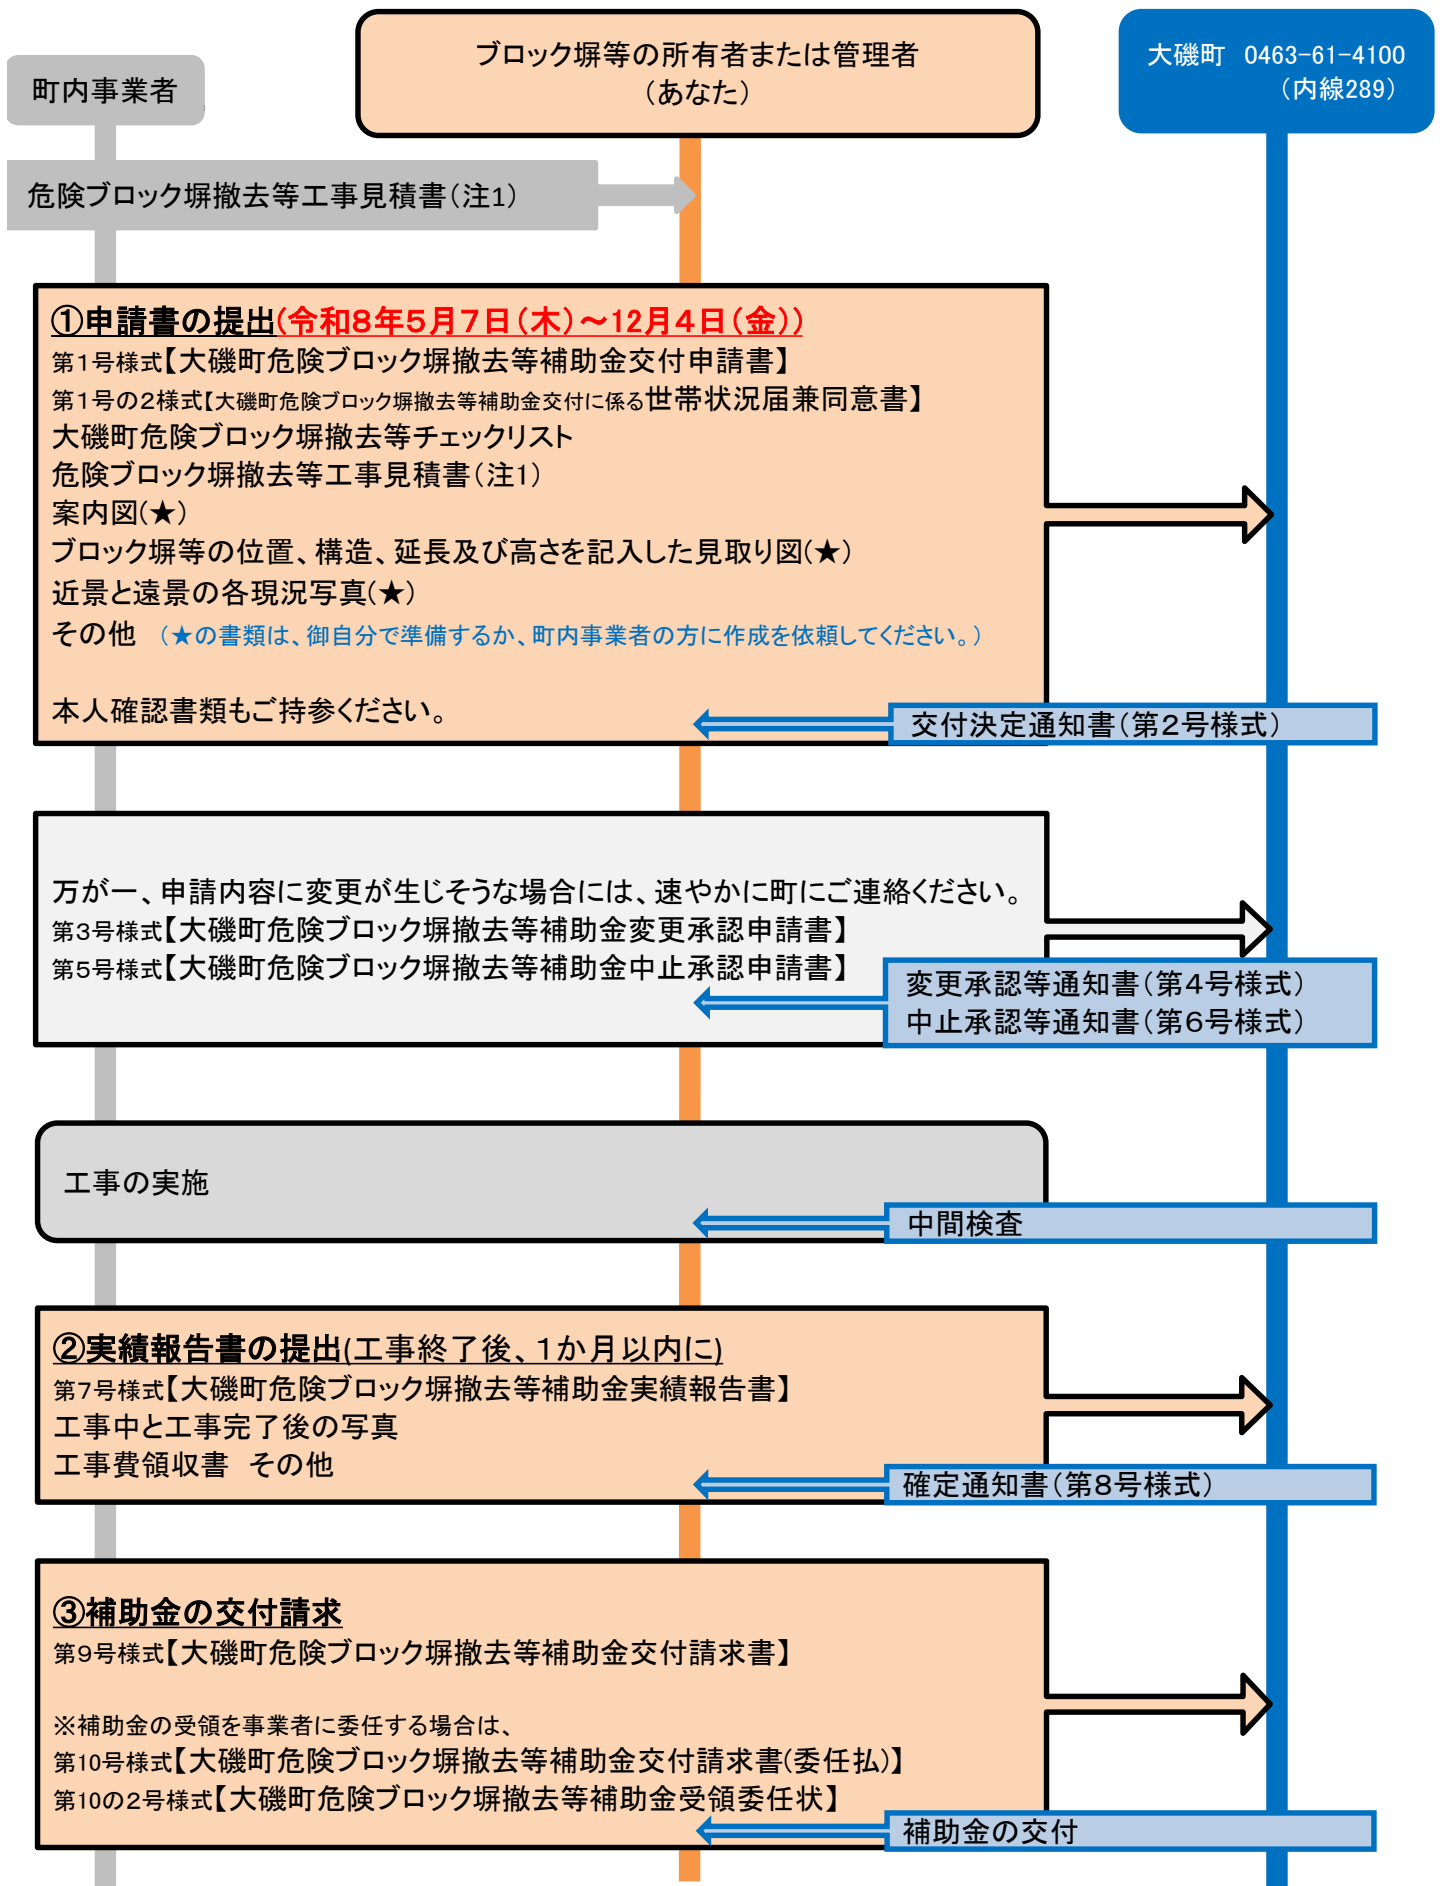 町内事業者
ブロック塀等の所有者または管理者
（あなた）
大磯町　0463-61-4100
（内線289）
危険ブロック塀撤去等工事見積書（注1）
①申請書の提出(令和８年５月７日（木）～12月４日（金））
第１号様式【大磯町危険ブロック塀撤去等補助金交付申請書】
第１号の２様式【大磯町危険ブロック塀撤去等補助金交付に係る世帯状況届兼同意書】
大磯町危険ブロック塀撤去等チェックリスト
危険ブロック塀撤去等工事見積書（注1）
案内図(★)
ブロック塀等の位置、構造、延長及び高さを記入した見取り図(★)
近景と遠景の各現況写真(★)
その他　（★の書類は、御自分で準備するか、町内事業者の方に作成を依頼してください。）
本人確認書類もご持参ください。
交付決定通知書（第２号様式）
万が一、申請内容に変更が生じそうな場合には、速やかに町にご連絡ください。
第３号様式【大磯町危険ブロック塀撤去等補助金変更承認申請書】
第５号様式【大磯町危険ブロック塀撤去等補助金中止承認申請書】
変更承認等通知書（第４号様式）
中止承認等通知書（第６号様式）
工事の実施
中間検査
②実績報告書の提出(工事終了後、１か月以内に)
第７号様式【大磯町危険ブロック塀撤去等補助金実績報告書】
工事中と工事完了後の写真
工事費領収書　その他
確定通知書（第８号様式）
③補助金の交付請求
第９号様式【大磯町危険ブロック塀撤去等補助金交付請求書】
※補助金の受領を事業者に委任する場合は、
第10号様式【大磯町危険ブロック塀撤去等補助金交付請求書(委任払)】
第10の２号様式【大磯町危険ブロック塀撤去等補助金受領委任状】
補助金の交付